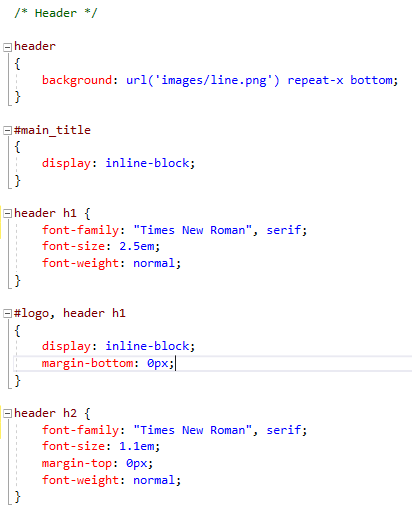 /* Header */
header
{
background: url('images/line.png') repeat-x bottom;
}
#main_title
{
display: inline-block;
}
header h1 {
font-family: "Times New Roman", serif;
font-size: 2.5em;
font-weight: normal;
}
#logo, header h1
{
display: inline-block;
margin-bottom: 0px;
}
header h2 {
font-family: "Times New Roman", serif;
font-size: 1.1em;
margin-top: 0px;
font-weight: normal;
}